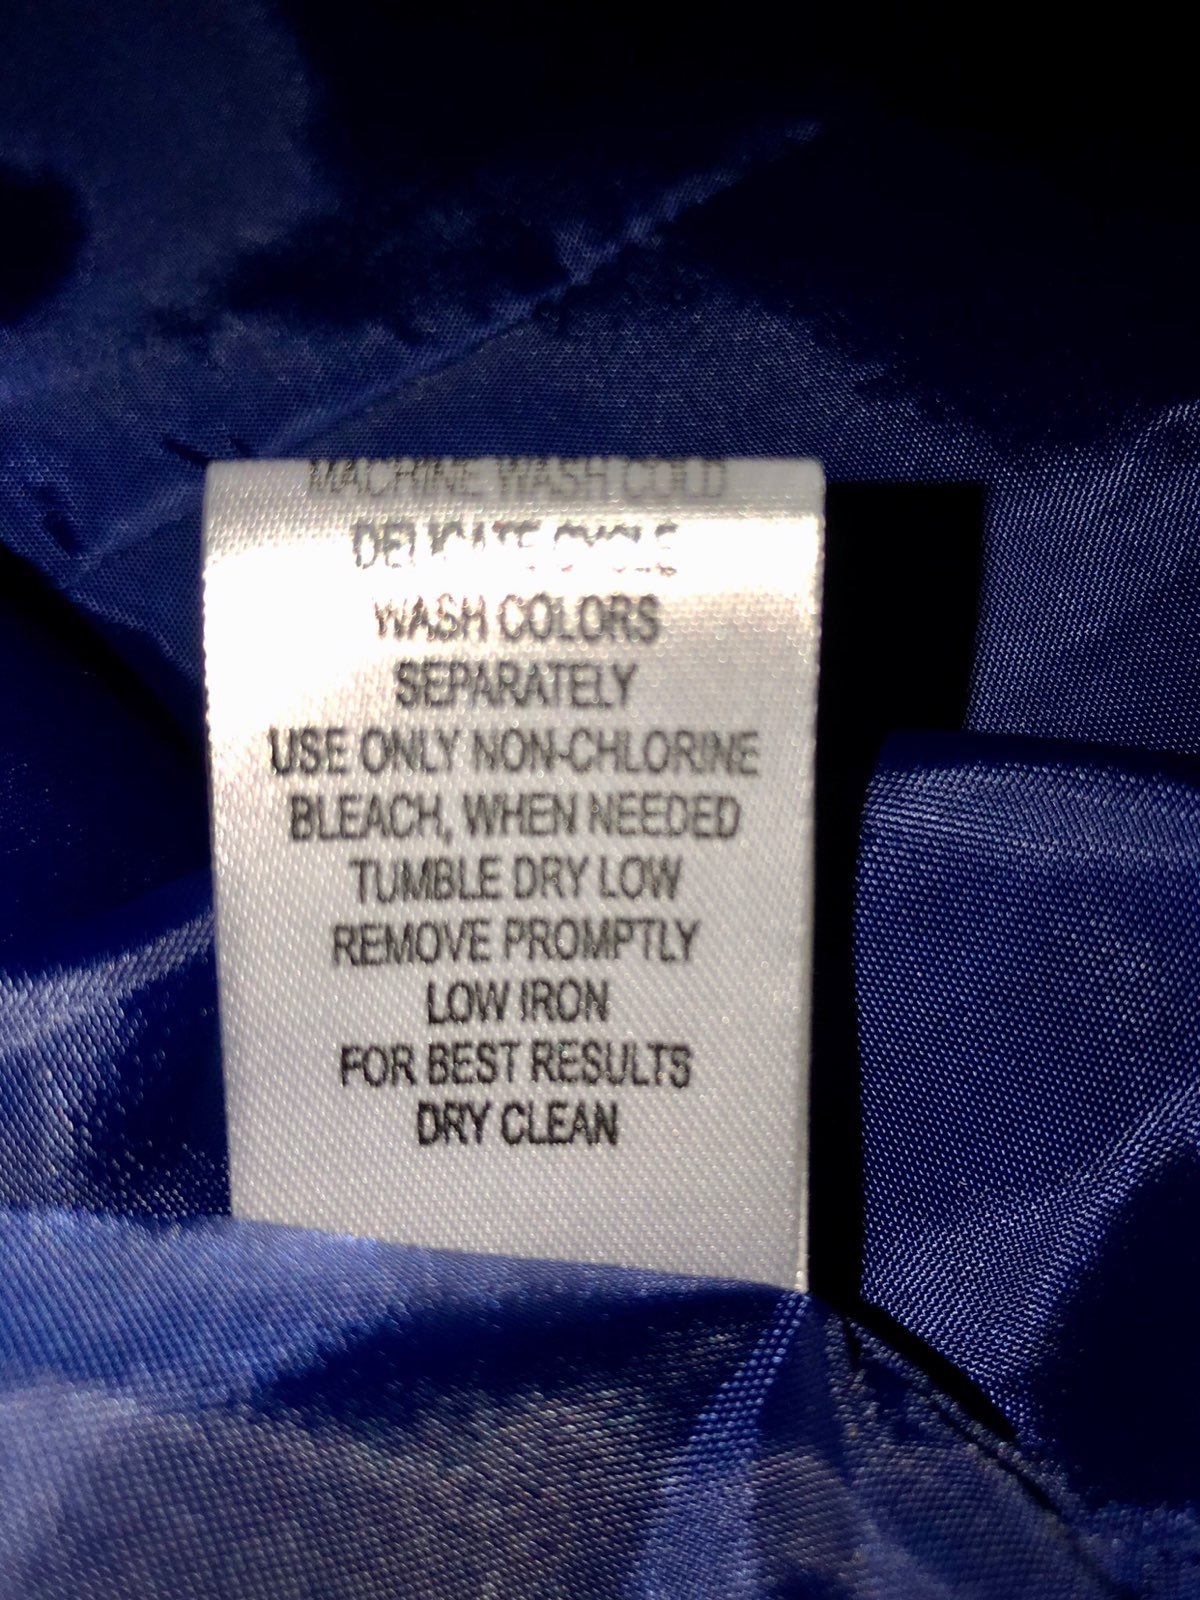 MACHINE WASH COLD
DELICATE CYCLE
WASH COLORS
SEPARATELY
USE ONLY NON-CHLORINE
BLEACH, WHEN NEEDED
TUMBLE DRY LOW
REMOVE PROMPTLY
LOW IRON
FOR BEST RESULTS
DRY CLEAN